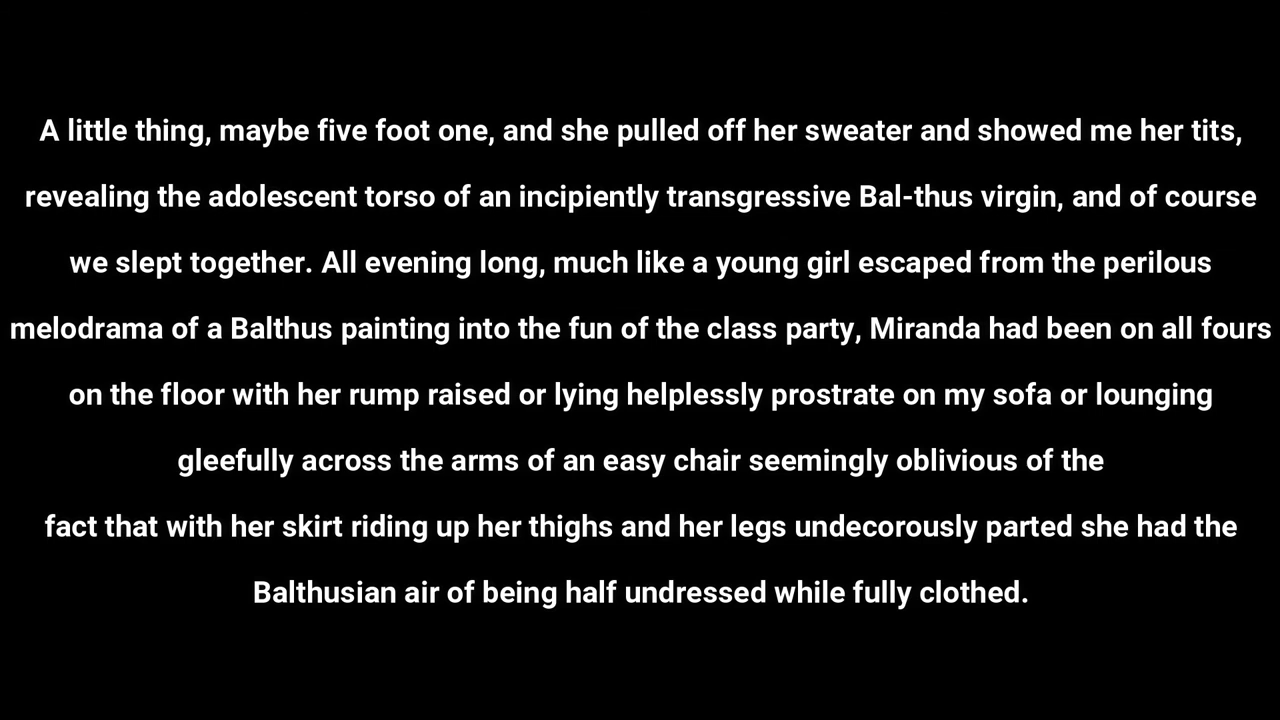 A little thing, maybe five foot one, and she pulled off her sweater and showed me her tits,
revealing the adolescent torso of an incipiently transgressive Bal-thus virgin, and of course
we slept together. All evening long, much like a young girl escaped from the perilous
melodrama of a Balthus painting into the fun of the class party, Miranda had been on all fours
on the floor with her rump raised or lying helplessly prostrate on my sofa or lounging
gleefully across the arms of an easy chair seemingly oblivious of the
fact that with her skirt riding up her thighs and her legs undecorously parted she had the
Balthusian air of being half undressed while fully clothed.